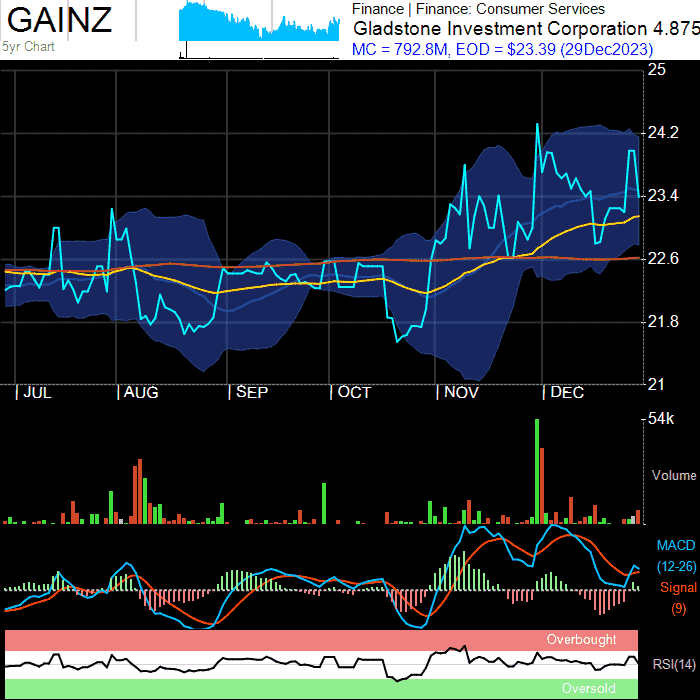 GAINZ
5yr Chart
Finance | Finance: Consumer Services
Gladstone Investment Corporation 4.875
MC = 792.8M, EOD = $23.39 (29Dec2023)
25
24.2
23.4
22.6
21.8
21
JUL AUG SEP OCT NOV DEC
54k
Volume
MACD
(12-26)
Signal
(9)
Overbought
RSI(14)
Oversold